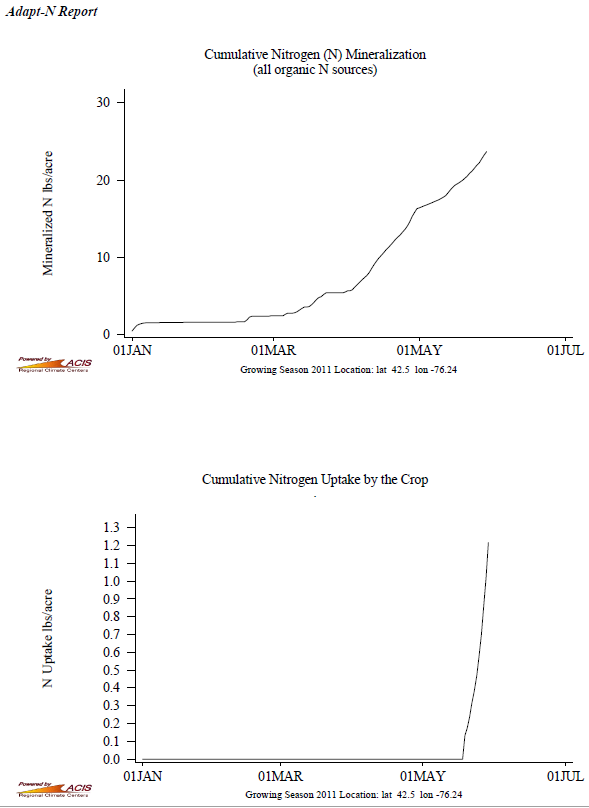 Adapt-N Report
Cumulative Nitrogen (N) Mineralization
(all organic N sources)
Mineralized N lbs/acre
30
20
10
0
01JAN 01MAR 01MAY 01JUL
Powered by ACIS
Regional Climate Centers
Growing Season 2011 Location: lat 42.5 lon -76.24
Cumulative Nitrogen Uptake by the Crop
.
N Uptake lbs/acre
1.3
1.2
1.1
1.0
0.9
0.8
0.7
0.6
0.5
0.4
0.3
0.2
0.1
0.0
01JAN 01MAR 01MAY 01JUL
Powered by ACIS
Regional Climate Centers
Growing Season 2011 Location: lat 42.5 lon -76.24